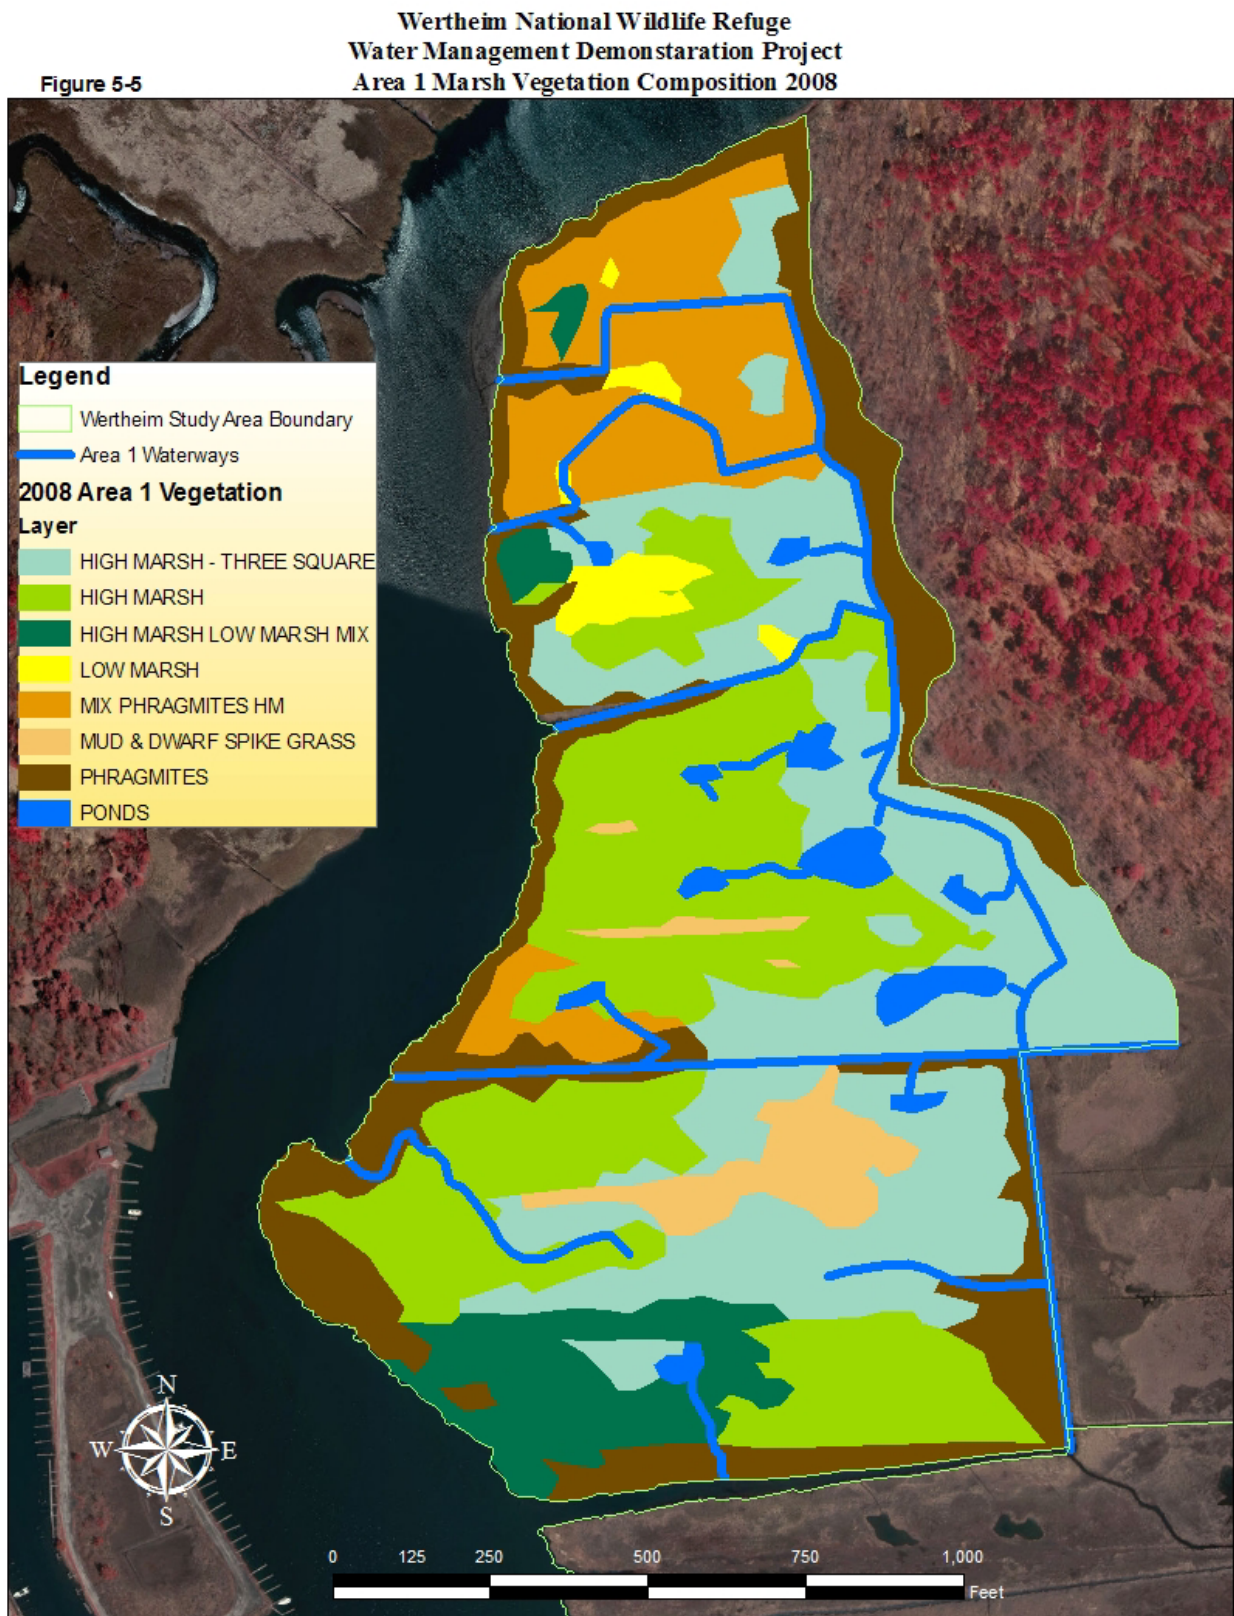 Wertheim National Wildlife Refuge
Water Management Demonstaration Project
Figure 5-5
Area 1 Marsh Vegetation Composition 2008
Legend
Wertheim Study Area Boundary
Area 1 Waterways
2008 Area 1 Vegetation
Layer
HIGH MARSH - THREE SQUARE
HIGH MARSH
HIGH MARSH LOW MARSH MIX
LOW MARSH
MIX PHRAGMITES HM
MUD & DWARF SPIKE GRASS
PHRAGMITES
PONDS
N
W E
S
0 125 250 500 750 1,000
Feet